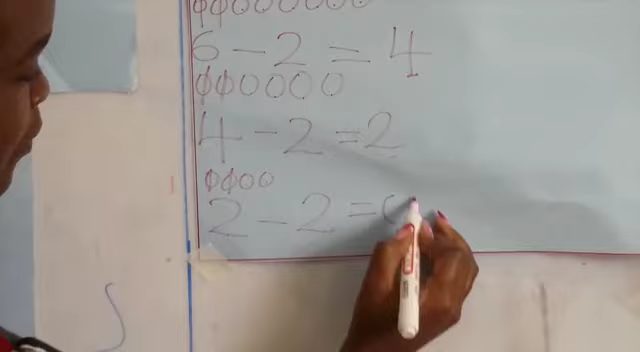 6 - 2 = 4
4 - 2 = 2
2 - 2 = 0